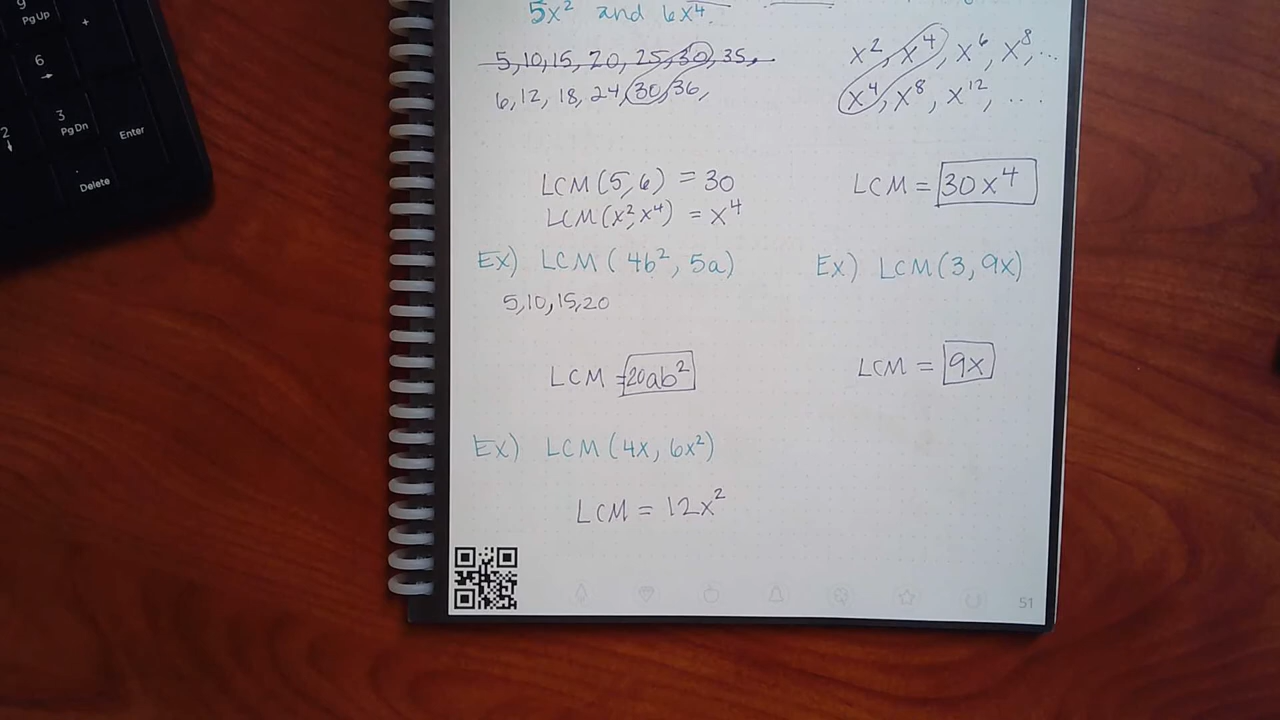 5x² and 6x⁴.
5, 10, 15, 20, 25, 30, 35,
6, 12, 18, 24, 30, 36,
x², x⁴, x⁶, x⁸, ...
x⁴, x⁸, x¹², ....
LCM(5, 6) = 30
LCM(x², x⁴) = x⁴
LCM = 30x⁴
Ex) LCM(4b², 5a)
5, 10, 15, 20
LCM = 20ab²
Ex) LCM(3, 9x)
LCM = 9x
Ex) LCM(4x, 6x²)
LCM = 12x²
51
9
PgUp
+
6
→
2
↓
3
PgDn
Enter
.
Delete